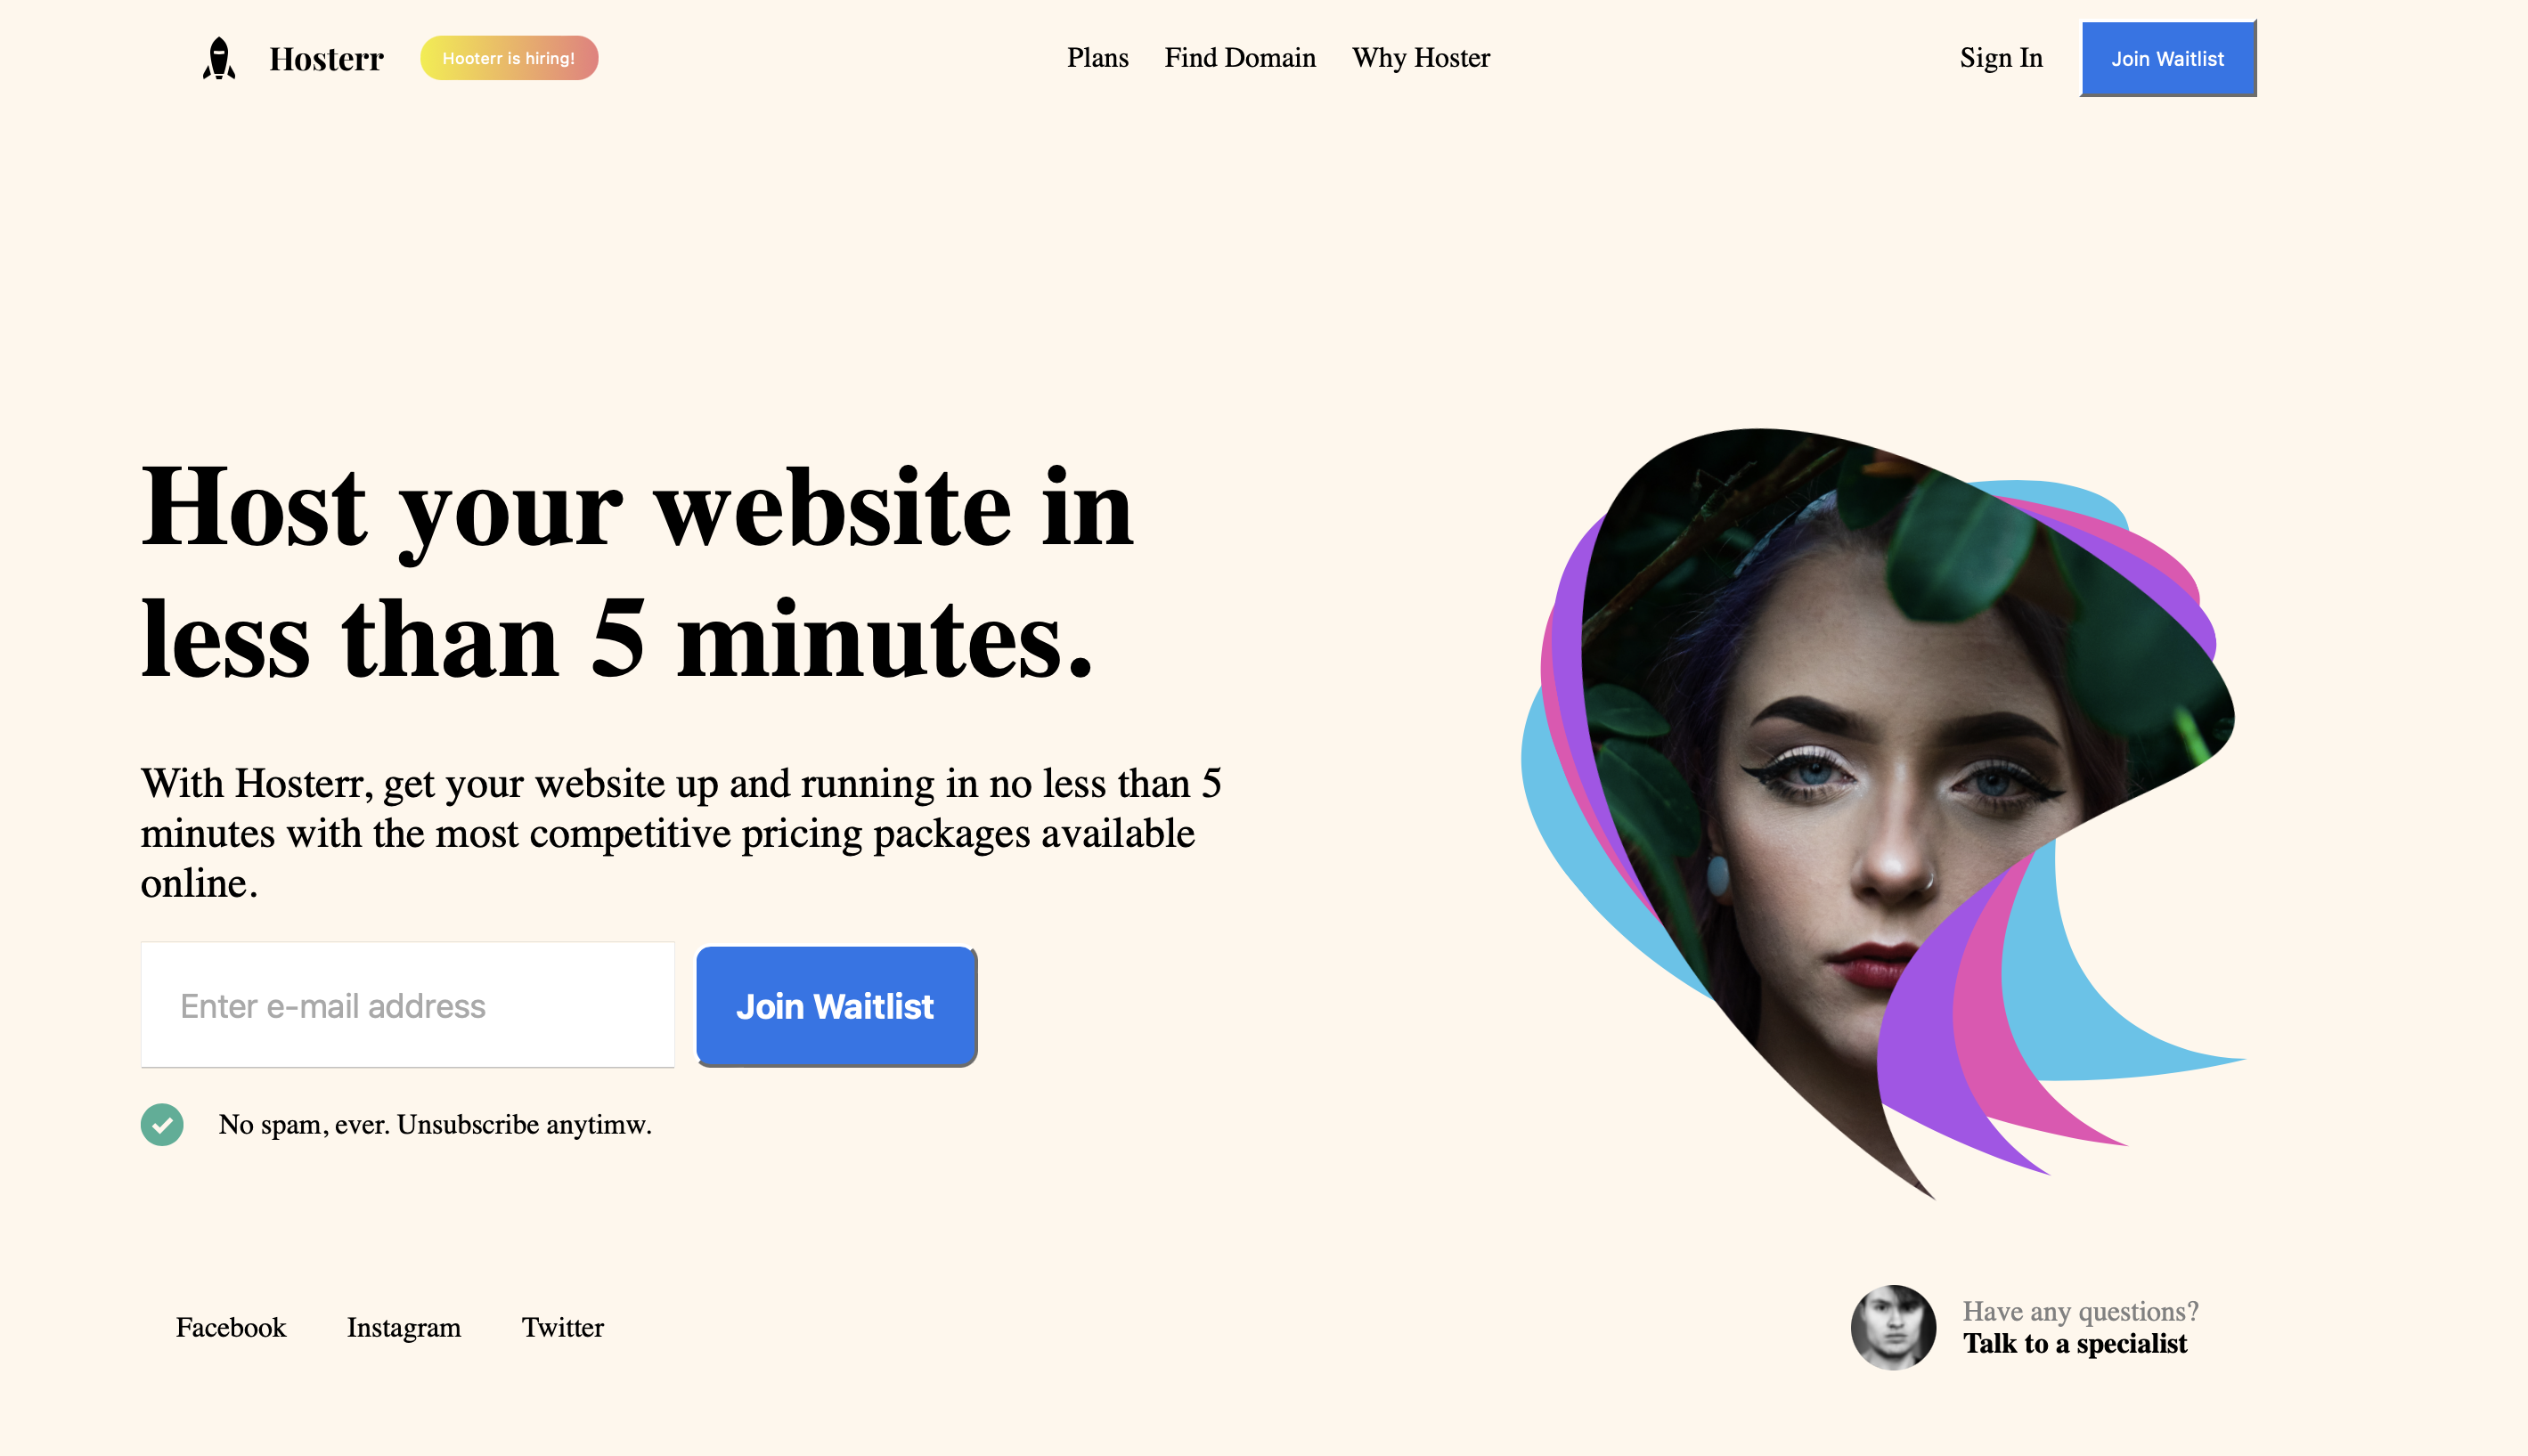 Hosterr
Hooterr is hiring!
Plans
Find Domain
Why Hoster
Sign In
Join Waitlist
Host your website in
less than 5 minutes.
With Hosterr, get your website up and running in no less than 5
minutes with the most competitive pricing packages available
online.
Enter e-mail address
Join Waitlist
No spam, ever. Unsubscribe anytimw.
Facebook
Instagram
Twitter
Have any questions?
Talk to a specialist